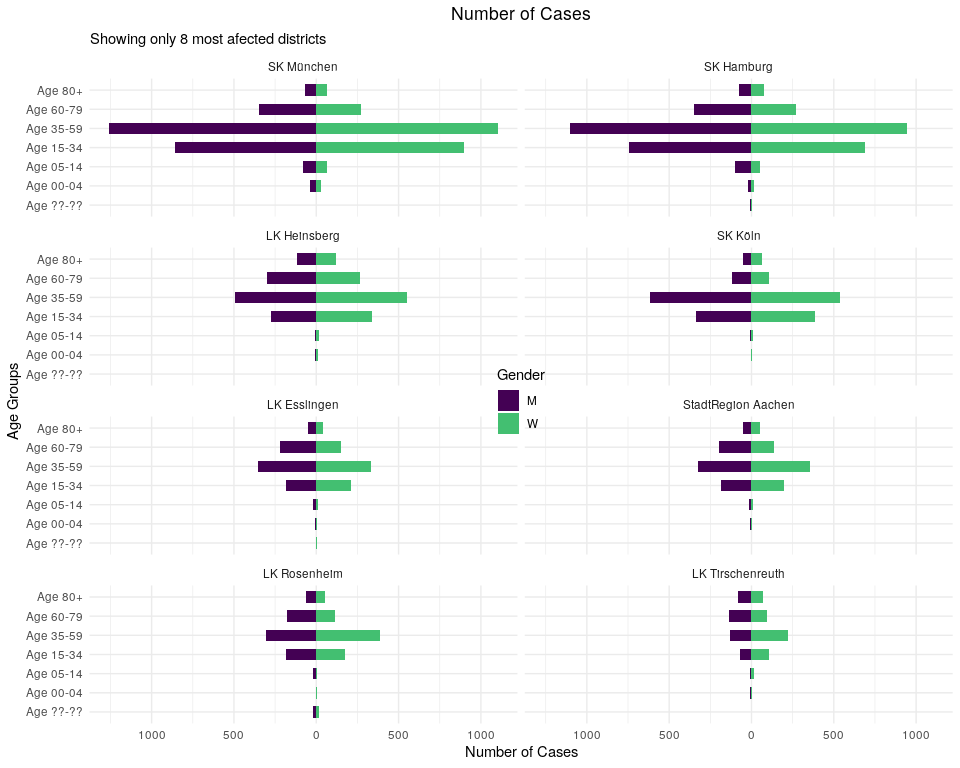 Number of Cases
Showing only 8 most afected districts
SK München
SK Hamburg
Age 80+
Age 60-79
Age 35-59
Age 15-34
Age 05-14
Age 00-04
Age ??-??
LK Heinsberg
SK Köln
Age 80+
Age 60-79
Age 35-59
Age 15-34
Age 05-14
Age 00-04
Age ??-??
Age Groups
Gender
M
W
LK Esslingen
StadtRegion Aachen
Age 80+
Age 60-79
Age 35-59
Age 15-34
Age 05-14
Age 00-04
Age ??-??
LK Rosenheim
LK Tirschenreuth
Age 80+
Age 60-79
Age 35-59
Age 15-34
Age 05-14
Age 00-04
Age ??-??
1000 500 0 500 1000 1000 500 0 500 1000
Number of Cases